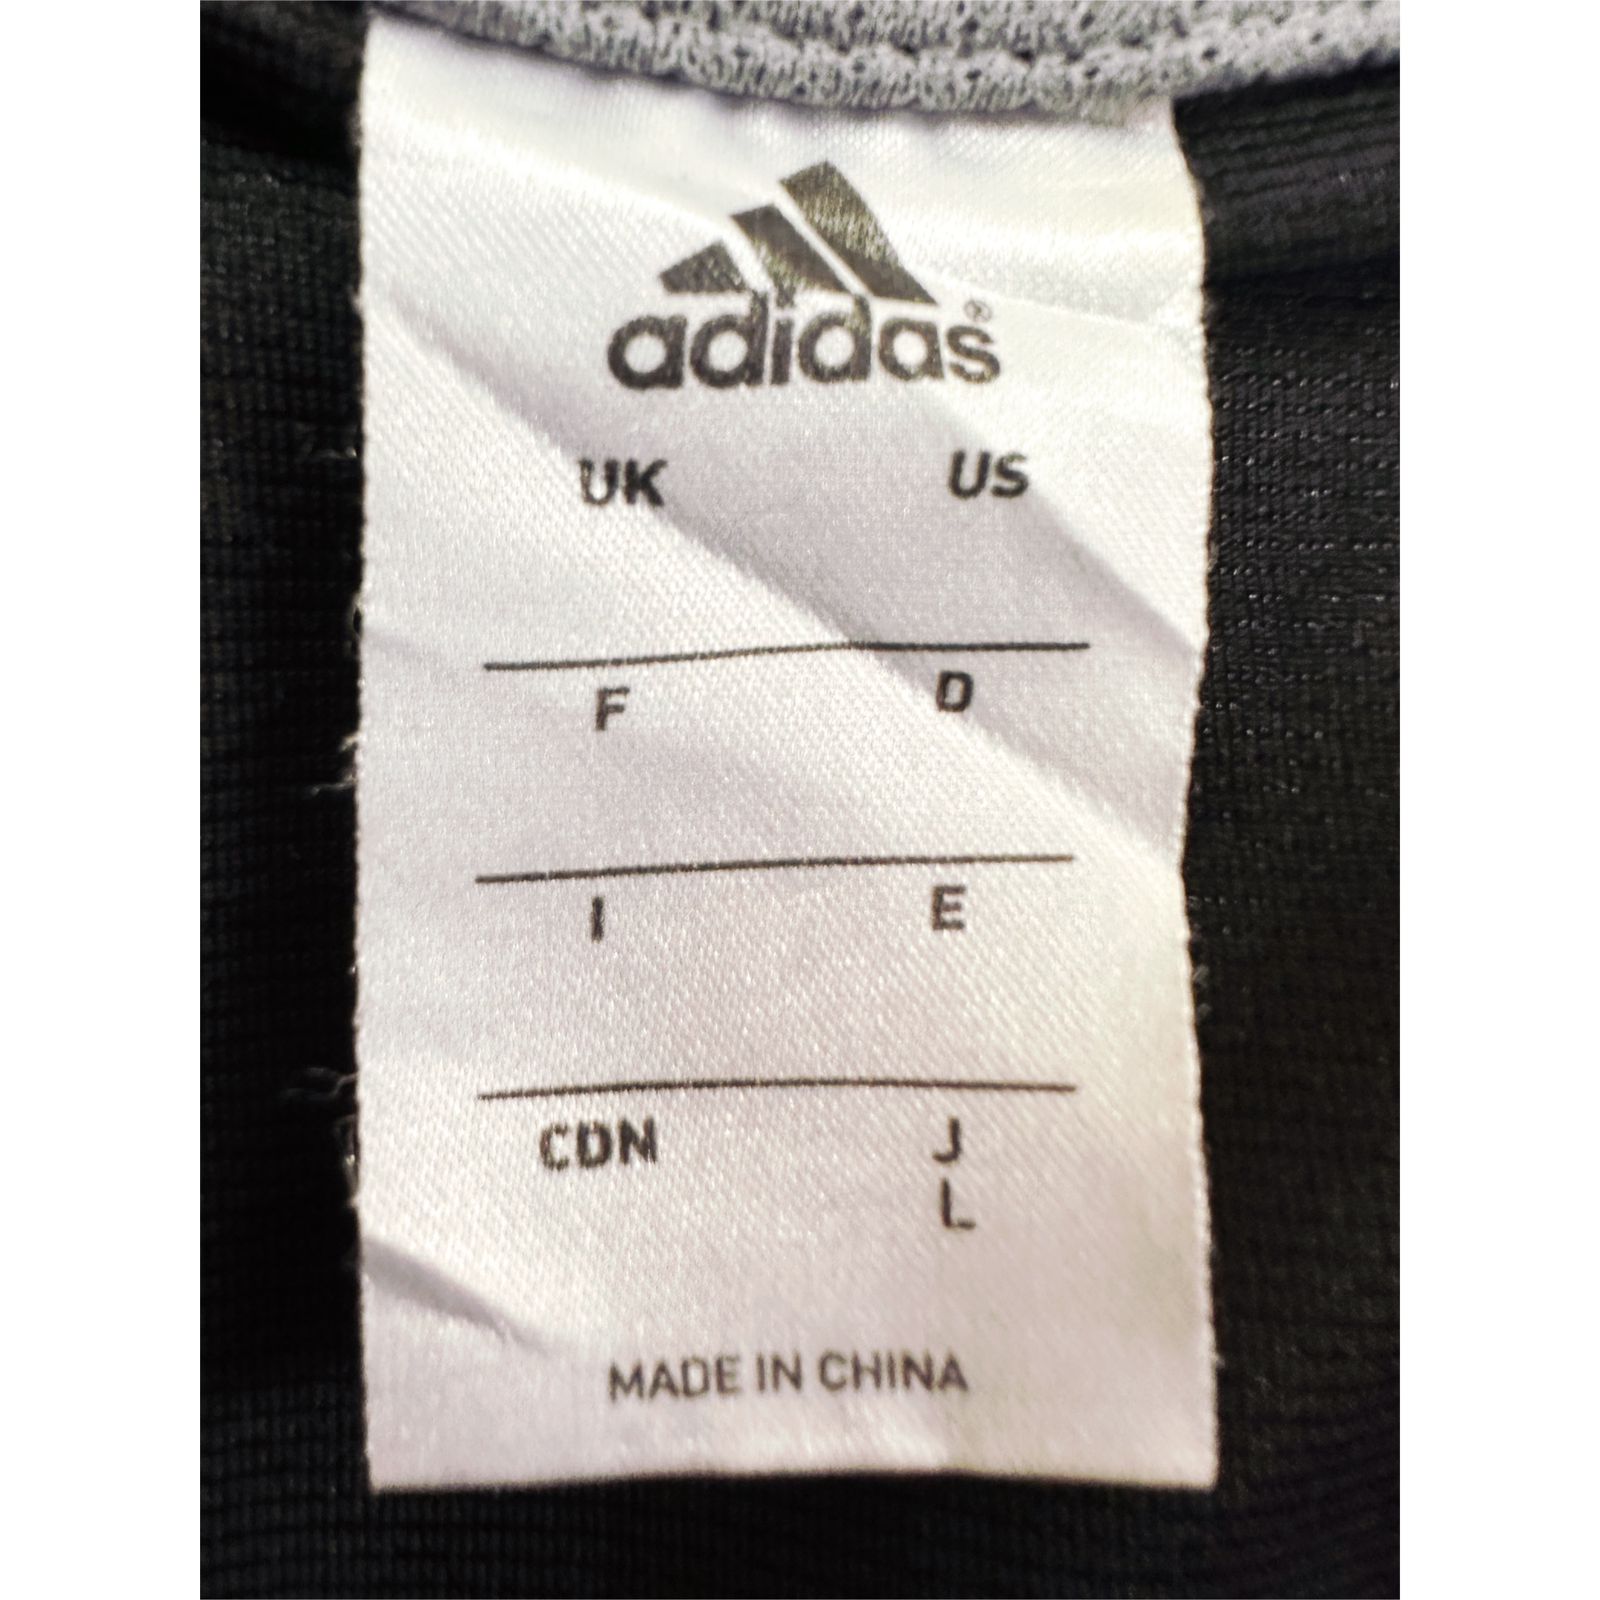 adidas®
UK US
F D
I E
CDN J
L
MADE IN CHINA